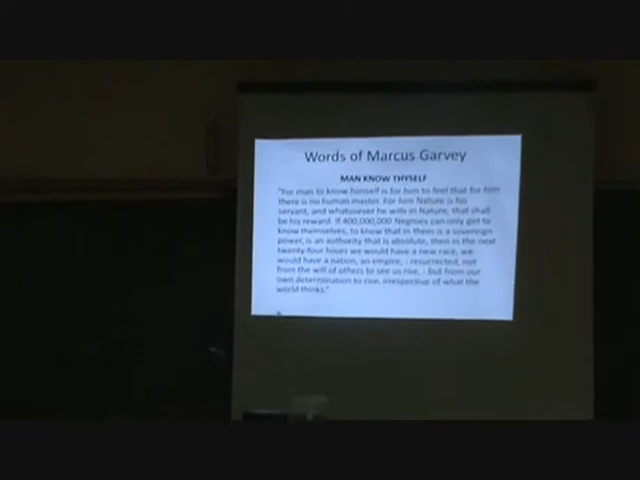 Words of Marcus Garvey
MAN KNOW THYSELF
"For man to know himself is for him to feel that for him
there is no human master. For him Nature is his
servant, and whatsoever he wills in Nature, that shall
be his reward. If 400,000,000 Negroes can only get to
know themselves, to know that in them is a sovereign
power, is an authority that is absolute, then in the next
twenty-four hours we would have a new race, we
would have a nation, an empire, - resurrected, not
from the will of others to see us rise, - but from our
own determination to rise, irrespective of what the
world thinks."